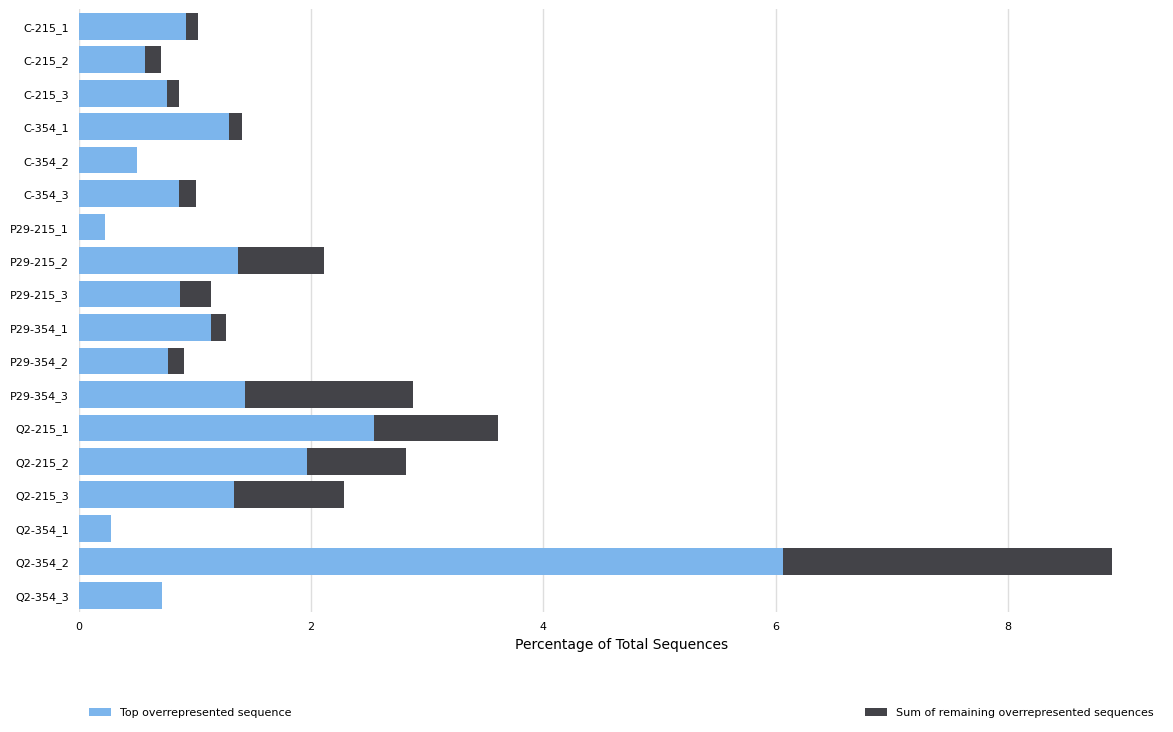 C-215_1
C-215_2
C-215_3
C-354_1
C-354_2
C-354_3
P29-215_1
P29-215_2
P29-215_3
P29-354_1
P29-354_2
P29-354_3
Q2-215_1
Q2-215_2
Q2-215_3
Q2-354_1
Q2-354_2
Q2-354_3
0 2 4 6 8
Percentage of Total Sequences
Top overrepresented sequence Sum of remaining overrepresented sequences